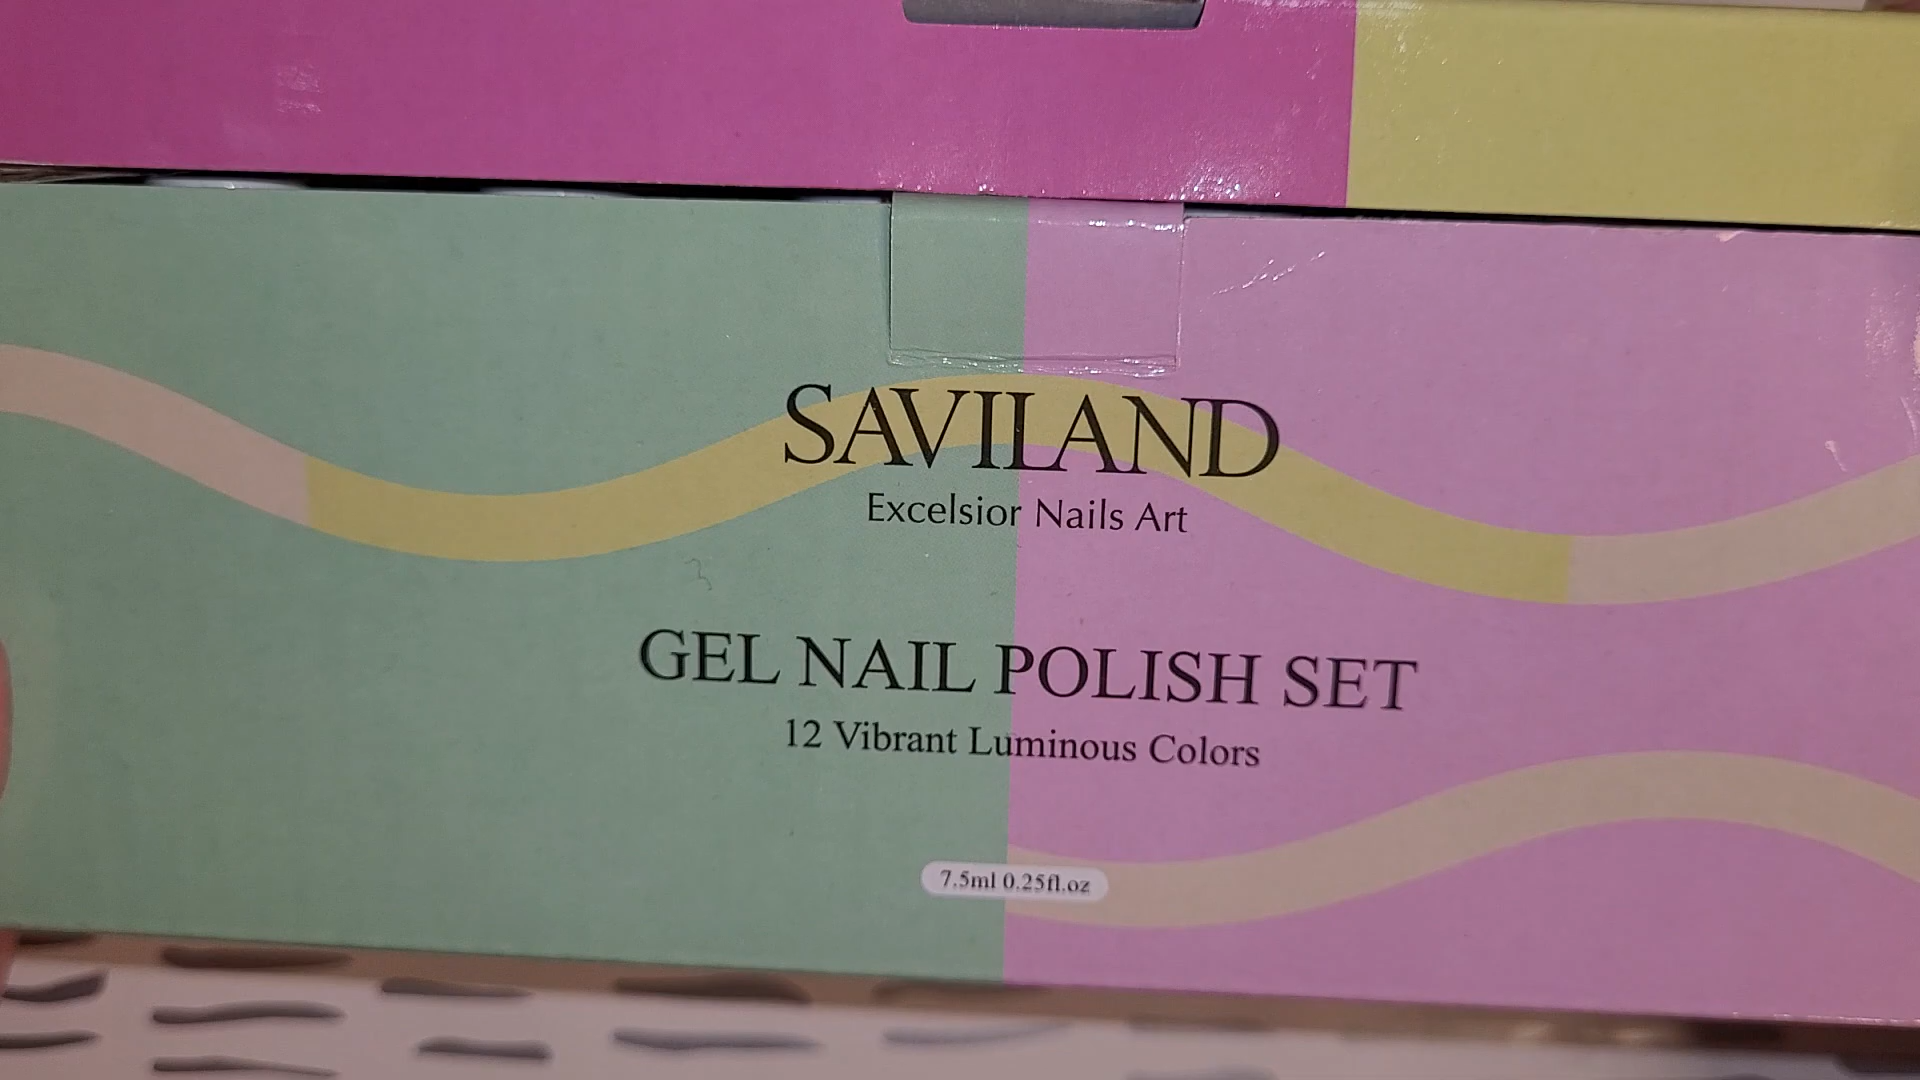 SAVILAND
Excelsior Nails Art
GEL NAIL POLISH SET
12 Vibrant Luminous Colors
7.5ml 0.25fl.oz